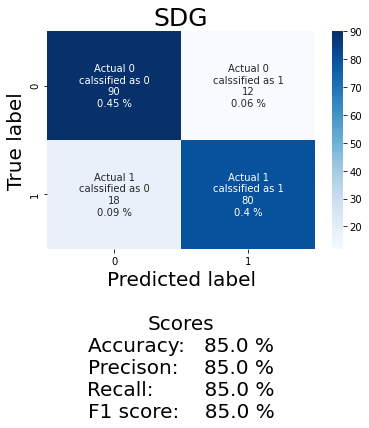 SDG
Actual 0
calssified as 0
90
0.45 %
Actual 0
calssified as 1
12
0.06 %
Actual 1
calssified as 0
18
0.09 %
Actual 1
calssified as 1
80
0.4 %
True label
0
1
0
1
Predicted label
90
80
70
60
50
40
30
20
Scores
Accuracy: 85.0 %
Precison: 85.0 %
Recall: 85.0 %
F1 score: 85.0 %